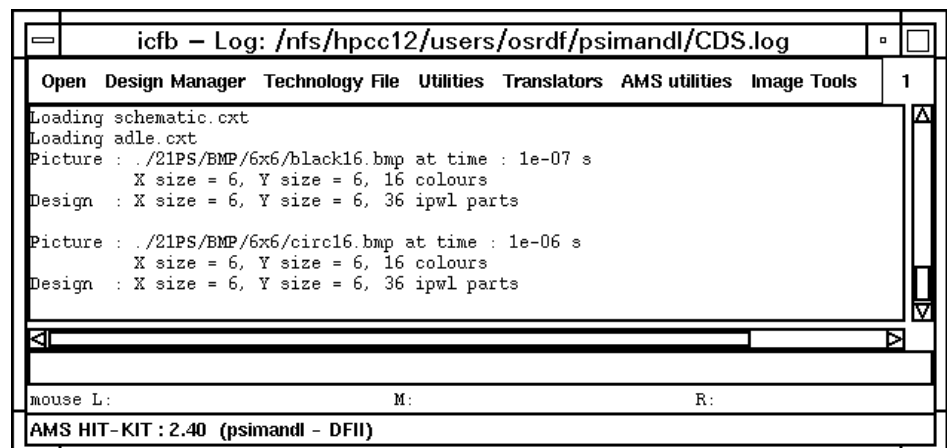 icfb – Log: /nfs/hpcc12/users/osrdf/psimandl/CDS.log
Open Design Manager Technology File Utilities Translators AMS utilities Image Tools 1
Loading schematic.cxt
Loading adle.cxt
Picture : ./21PS/BMP/6x6/black16.bmp at time : 1e-07 s
X size = 6, Y size = 6, 16 colours
Design : X size = 6, Y size = 6, 36 ipwl parts
Picture : ./21PS/BMP/6x6/circ16.bmp at time : 1e-06 s
X size = 6, Y size = 6, 16 colours
Design : X size = 6, Y size = 6, 36 ipwl parts
mouse L: M: R:
AMS HIT-KIT : 2.40 (psimandl - DFII)